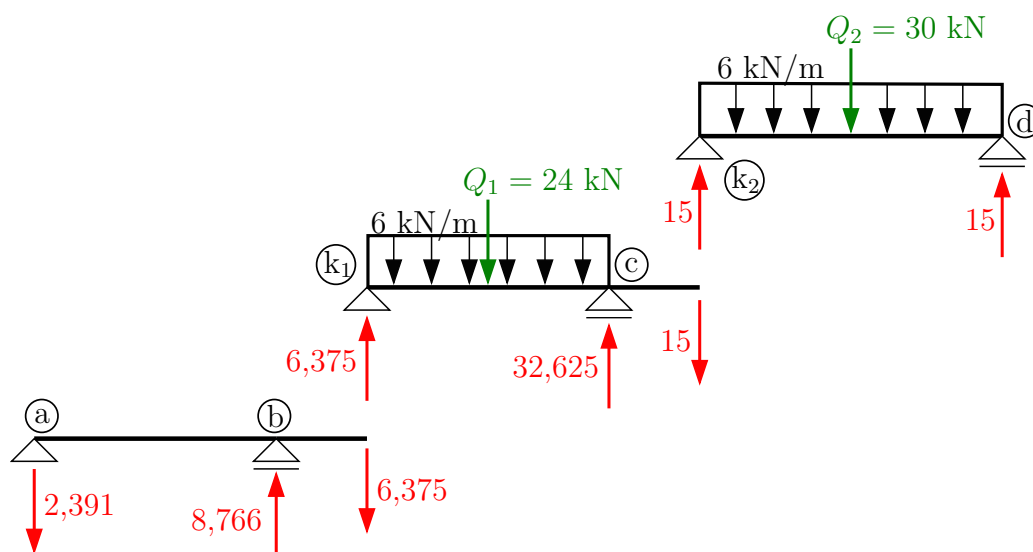 Q₂ = 30 kN
6 kN/m
d
k₂
15
15
Q₁ = 24 kN
6 kN/m
k₁
c
6,375
32,625
15
a
b
2,391
8,766
6,375